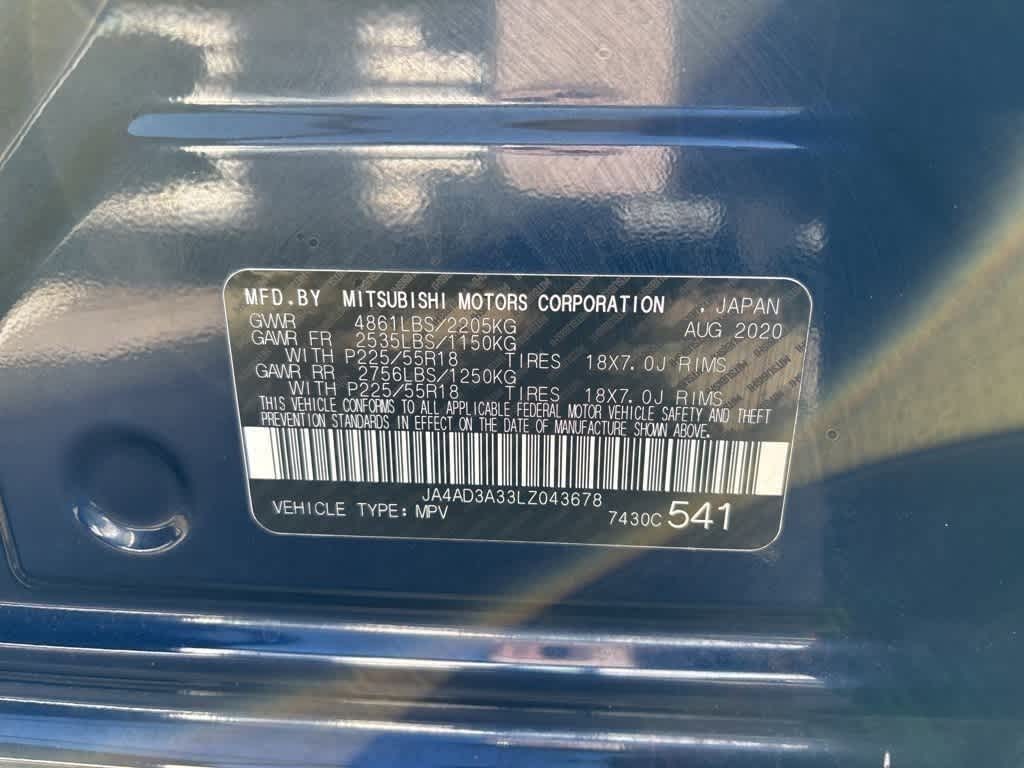 MFD.BY MITSUBISHI MOTORS CORPORATION , JAPAN
GVWR 4861LBS/2205KG AUG 2020
GAWR FR 2535LBS/1150KG
WITH P225/55R18 TIRES 18X7.0J RIMS
GAWR RR 2756LBS/1250KG
WITH P225/55R18 TIRES 18X7.0J RIMS
THIS VEHICLE CONFORMS TO ALL APPLICABLE FEDERAL MOTOR VEHICLE SAFETY AND THEFT
PREVENTION STANDARDS IN EFFECT ON THE DATE OF MANUFACTURE SHOWN ABOVE.
JA4AD3A33LZ043678
VEHICLE TYPE: MPV 7430C 541